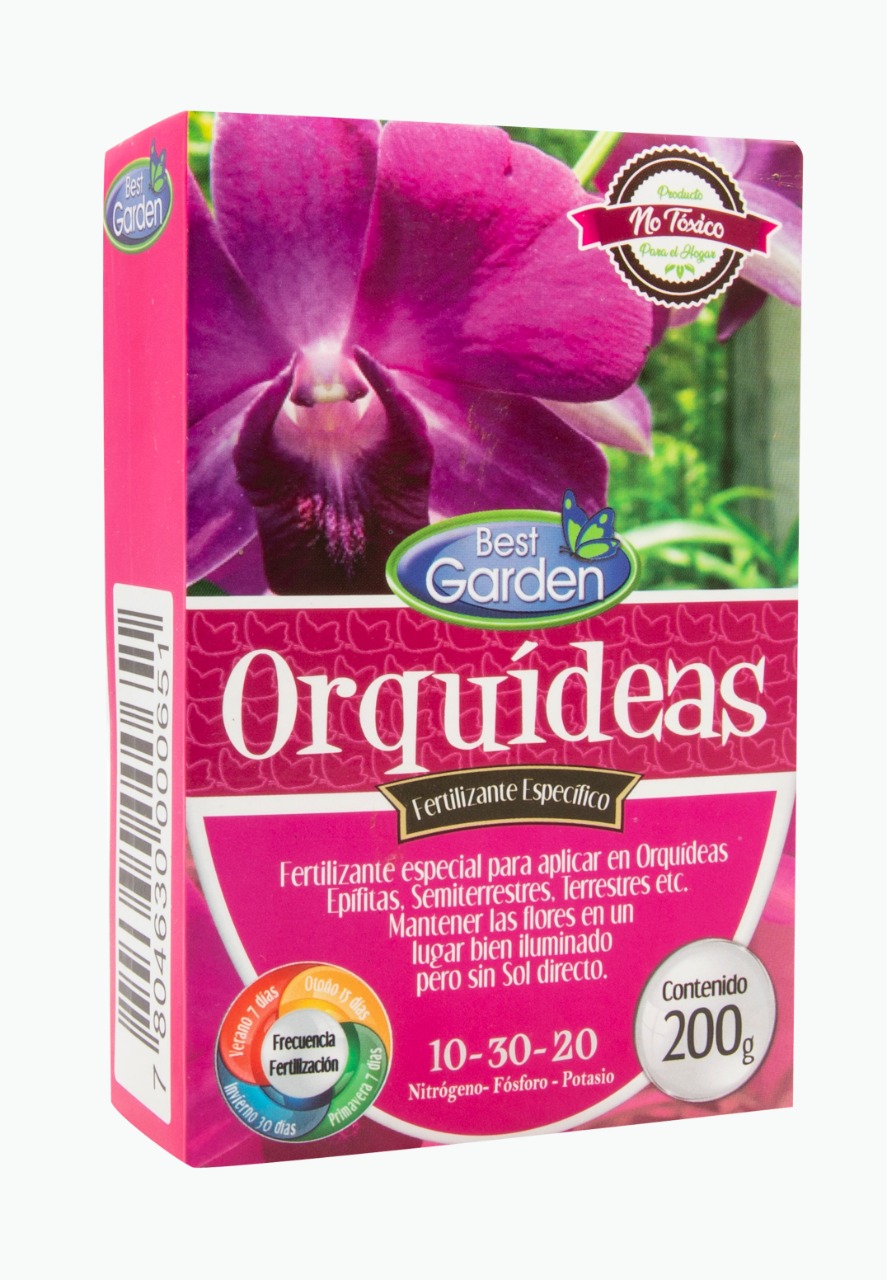 Best
Garden
7 804630 000651
Producto
No Tóxico
Para el Hogar
Best
Garden
Orquídeas
Fertilizante Específico
Fertilizante especial para aplicar en Orquídeas
Epífitas, Semiterrestres, Terrestres etc.
Mantener las flores en un
lugar bien iluminado
pero sin Sol directo.
Verano 7 días
Otoño 15 días
Frecuencia
Fertilización
Invierno 30 días
Primavera 7 días
10-30-20
Nitrógeno- Fósforo - Potasio
Contenido
200g